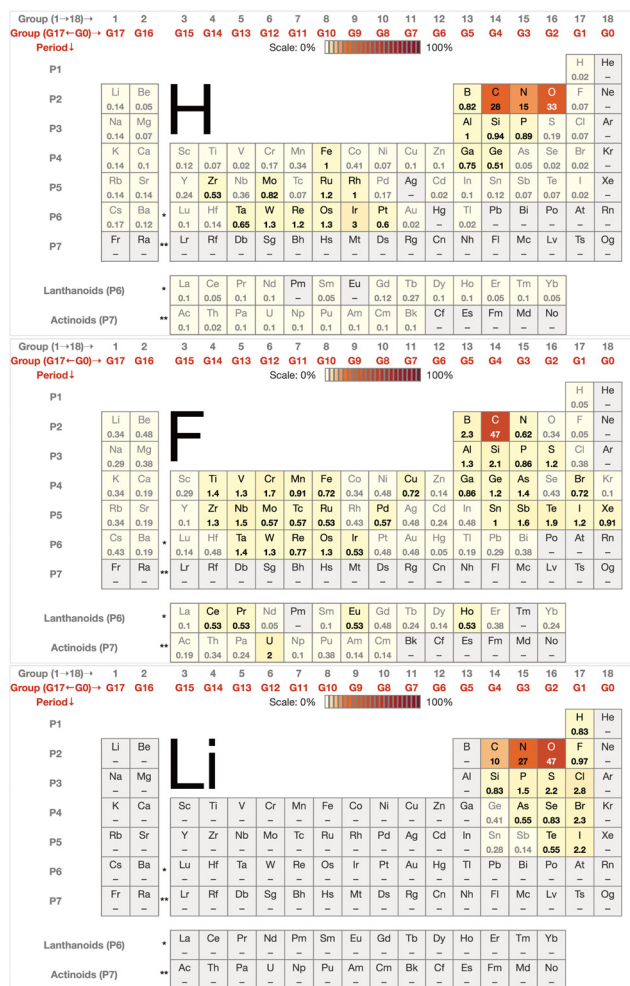 Group (1→18)→ 1 2 3 4 5 6 7 8 9 10 11 12 13 14 15 16 17 18
Group (G17←G0)→ G17 G16 G15 G14 G13 G12 G11 G10 G9 G8 G7 G6 G5 G4 G3 G2 G1 G0
Period↓ Scale: 0% 100%
P1 H He
0.02 –
P2 Li Be B C N O F Ne
0.14 0.05 0.82 28 15 33 0.07 –
H
P3 Na Mg Al Si P S Cl Ar
0.14 0.07 1 0.94 0.89 0.19 0.07 –
P4 K Ca Sc Ti V Cr Mn Fe Co Ni Cu Zn Ga Ge As Se Br Kr
0.14 0.1 0.12 0.07 0.02 0.17 0.34 1 0.41 0.07 0.1 0.1 0.75 0.51 0.05 0.02 0.02 –
P5 Rb Sr Y Zr Nb Mo Tc Ru Rh Pd Ag Cd In Sn Sb Te I Xe
0.14 0.14 0.24 0.53 0.36 0.82 0.07 1.2 1 0.17 – 0.02 0.1 0.12 0.07 0.07 0.02 –
P6 Cs Ba * Lu Hf Ta W Re Os Ir Pt Au Hg Tl Pb Bi Po At Rn
0.17 0.12 0.1 0.14 0.65 1.3 1.2 1.3 3 0.6 0.02 – 0.02 – – – – –
P7 Fr Ra ** Lr Rf Db Sg Bh Hs Mt Ds Rg Cn Nh Fl Mc Lv Ts Og
– – – – – – – – – – – – – – – – – –
Lanthanoids (P6) * La Ce Pr Nd Pm Sm Eu Gd Tb Dy Ho Er Tm Yb
0.1 0.05 0.1 0.1 – 0.05 – 0.12 0.27 0.1 0.1 0.05 0.1 0.05
Actinoids (P7) ** Ac Th Pa U Np Pu Am Cm Bk Cf Es Fm Md No
0.1 0.02 0.1 0.1 0.1 0.1 0.1 0.1 0.1 – – – – –
Group (1→18)→ 1 2 3 4 5 6 7 8 9 10 11 12 13 14 15 16 17 18
Group (G17←G0)→ G17 G16 G15 G14 G13 G12 G11 G10 G9 G8 G7 G6 G5 G4 G3 G2 G1 G0
Period↓ Scale: 0% 100%
P1 H He
0.05 –
P2 Li Be B C N O F Ne
0.34 0.48 2.3 47 0.62 0.34 0.05 –
F
P3 Na Mg Al Si P S Cl Ar
0.29 0.38 1.3 2.1 0.86 1.2 0.38 –
P4 K Ca Sc Ti V Cr Mn Fe Co Ni Cu Zn Ga Ge As Se Br Kr
0.34 0.19 0.29 1.4 1.3 1.7 0.91 0.72 0.34 0.48 0.72 0.14 0.86 1.2 1.4 0.43 0.72 0.1
P5 Rb Sr Y Zr Nb Mo Tc Ru Rh Pd Ag Cd In Sn Sb Te I Xe
0.34 0.34 0.1 1.3 1.5 0.57 0.57 0.53 0.43 0.57 0.48 0.24 0.48 1 1.6 1.9 1.2 0.91
P6 Cs Ba * Lu Hf Ta W Re Os Ir Pt Au Hg Tl Pb Bi Po At Rn
0.43 0.19 0.14 0.48 1.4 1.3 0.77 1.3 0.53 0.48 0.48 0.05 0.19 0.29 0.38 – – –
P7 Fr Ra ** Lr Rf Db Sg Bh Hs Mt Ds Rg Cn Nh Fl Mc Lv Ts Og
– – – – – – – – – – – – – – – – – –
Lanthanoids (P6) * La Ce Pr Nd Pm Sm Eu Gd Tb Dy Ho Er Tm Yb
0.1 0.53 0.53 0.05 – 0.1 0.53 0.48 0.24 0.14 0.53 0.38 – 0.24
Actinoids (P7) ** Ac Th Pa U Np Pu Am Cm Bk Cf Es Fm Md No
0.19 0.34 0.24 2 0.1 0.38 0.14 0.14 – – – – – –
Group (1→18)→ 1 2 3 4 5 6 7 8 9 10 11 12 13 14 15 16 17 18
Group (G17←G0)→ G17 G16 G15 G14 G13 G12 G11 G10 G9 G8 G7 G6 G5 G4 G3 G2 G1 G0
Period↓ Scale: 0% 100%
P1 H He
0.83 –
P2 Li Be B C N O F Ne
– – – 10 27 47 0.97 –
Li
P3 Na Mg Al Si P S Cl Ar
– – – 0.83 1.5 2.2 2.8 –
P4 K Ca Sc Ti V Cr Mn Fe Co Ni Cu Zn Ga Ge As Se Br Kr
– – – – – – – – – – – – – 0.41 0.55 0.83 2.3 –
P5 Rb Sr Y Zr Nb Mo Tc Ru Rh Pd Ag Cd In Sn Sb Te I Xe
– – – – – – – – – – – – – 0.28 0.14 0.55 2.2 –
P6 Cs Ba * Lu Hf Ta W Re Os Ir Pt Au Hg Tl Pb Bi Po At Rn
– – – – – – – – – – – – – – – – – –
P7 Fr Ra ** Lr Rf Db Sg Bh Hs Mt Ds Rg Cn Nh Fl Mc Lv Ts Og
– – – – – – – – – – – – – – – – – –
Lanthanoids (P6) * La Ce Pr Nd Pm Sm Eu Gd Tb Dy Ho Er Tm Yb
– – – – – – – – – – – – – –
Actinoids (P7) ** Ac Th Pa U Np Pu Am Cm Bk Cf Es Fm Md No
– – – – – – – – – – – – – –